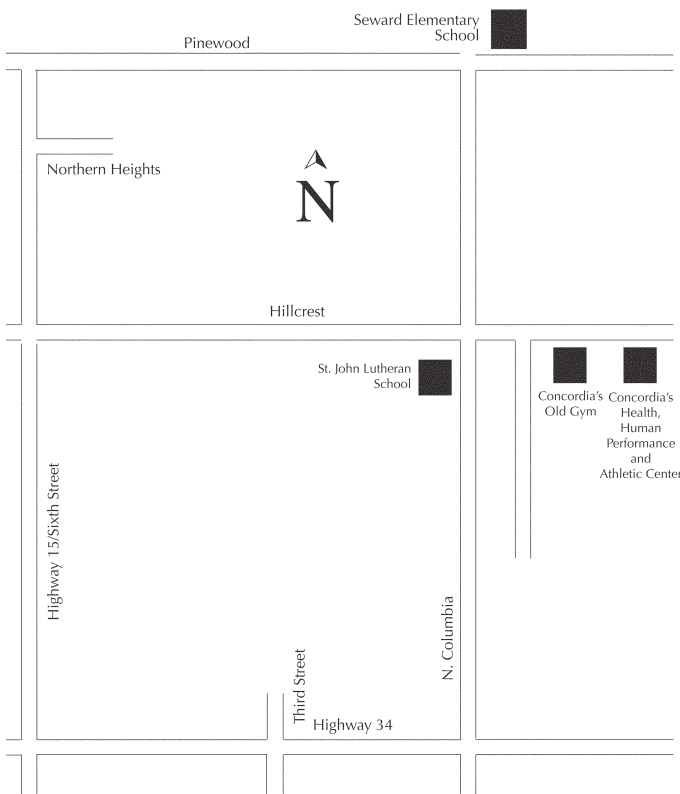 Seward Elementary
School
Pinewood
Northern Heights
N
Hillcrest
St. John Lutheran
School
Concordia's
Old Gym
Concordia's
Health,
Human
Performance
and
Athletic Center
Highway 15/Sixth Street
N. Columbia
Third Street
Highway 34